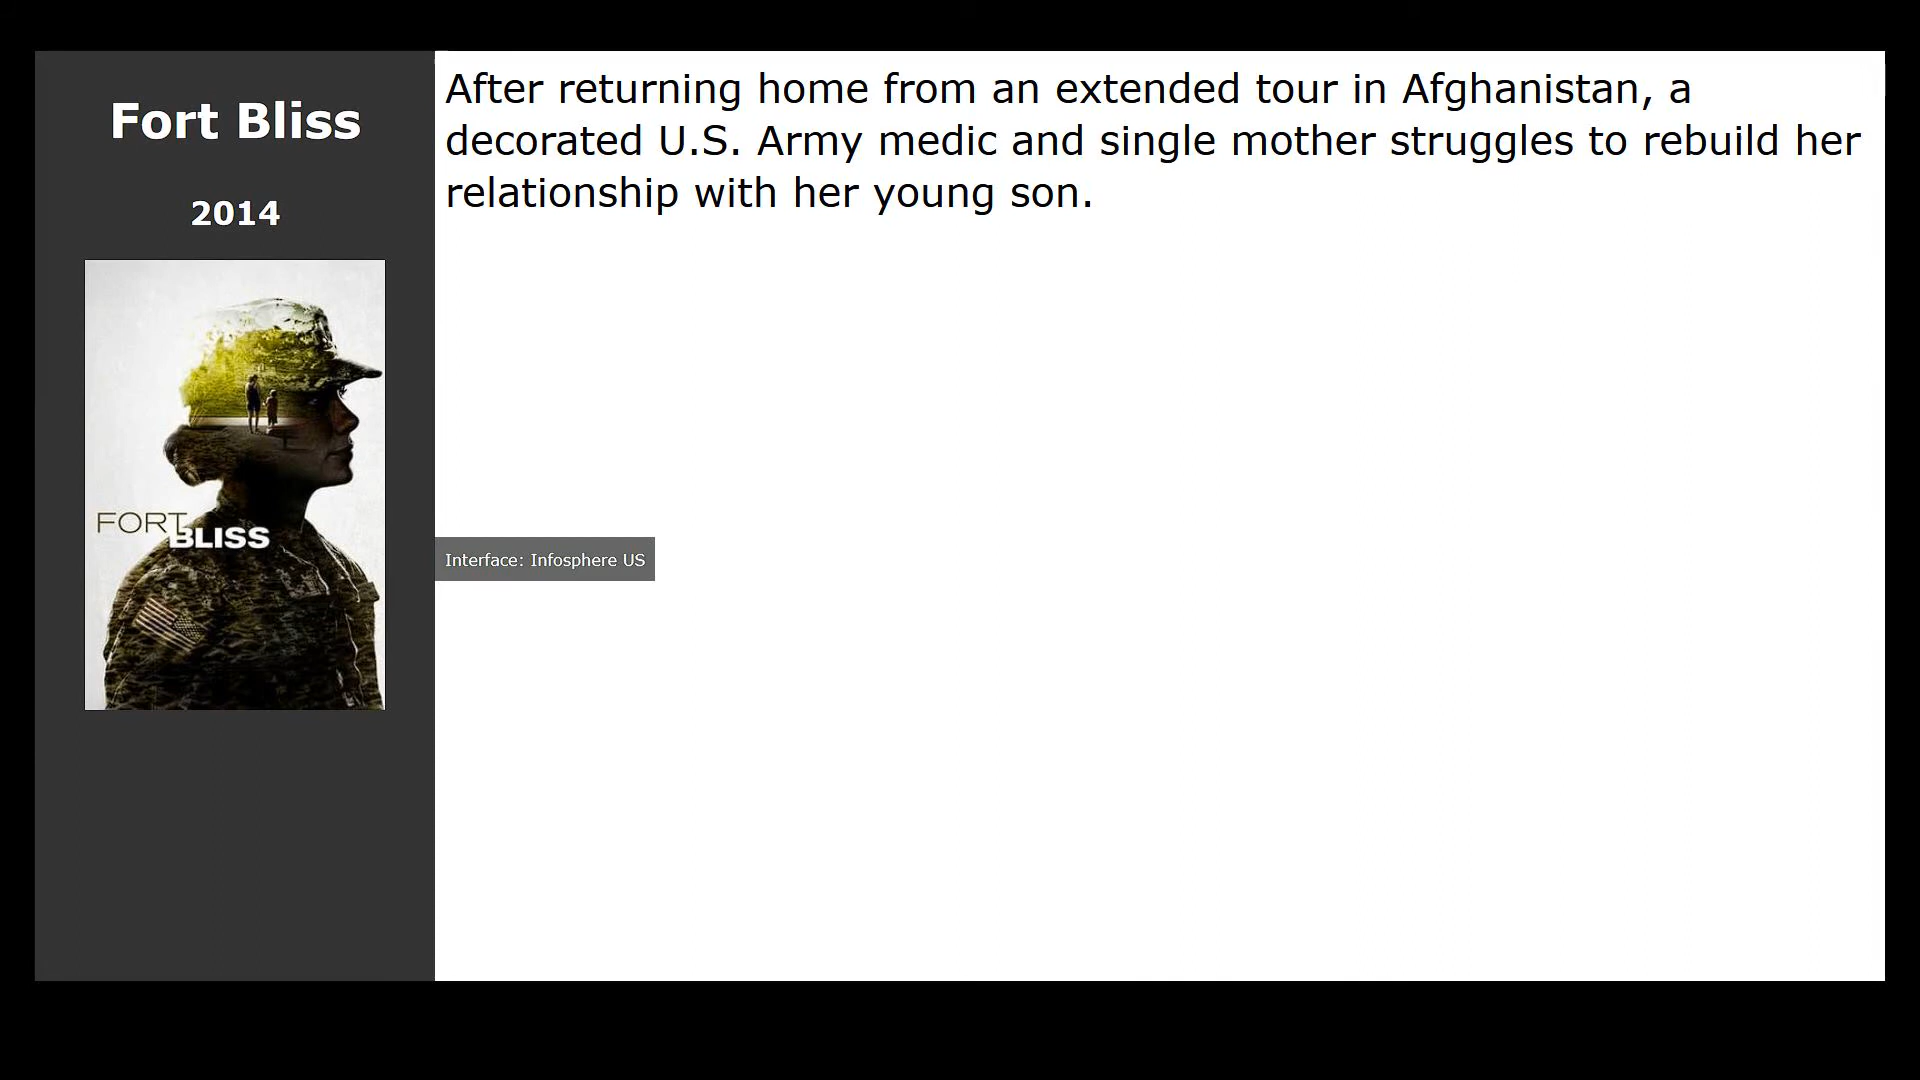 Fort Bliss
2014
FORT
BLISS
After returning home from an extended tour in Afghanistan, a
decorated U.S. Army medic and single mother struggles to rebuild her
relationship with her young son.
Interface: Infosphere US